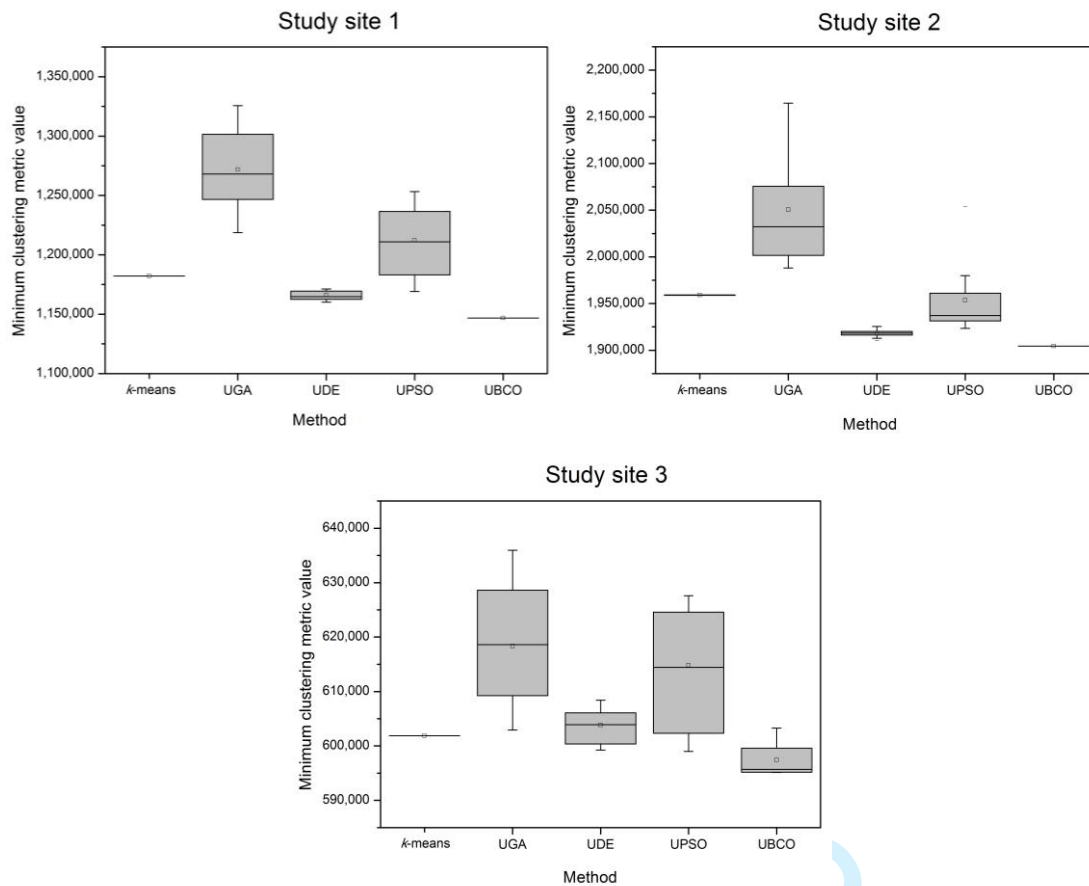 Study site 1
Minimum clustering metric value
1,350,000
1,300,000
1,250,000
1,200,000
1,150,000
1,100,000
k-means UGA UDE UPSO UBCO
Method
Study site 2
Minimum clustering metric value
2,200,000
2,150,000
2,100,000
2,050,000
2,000,000
1,950,000
1,900,000
k-means UGA UDE UPSO UBCO
Method
Study site 3
Minimum clustering metric value
640,000
630,000
620,000
610,000
600,000
590,000
k-means UGA UDE UPSO UBCO
Method